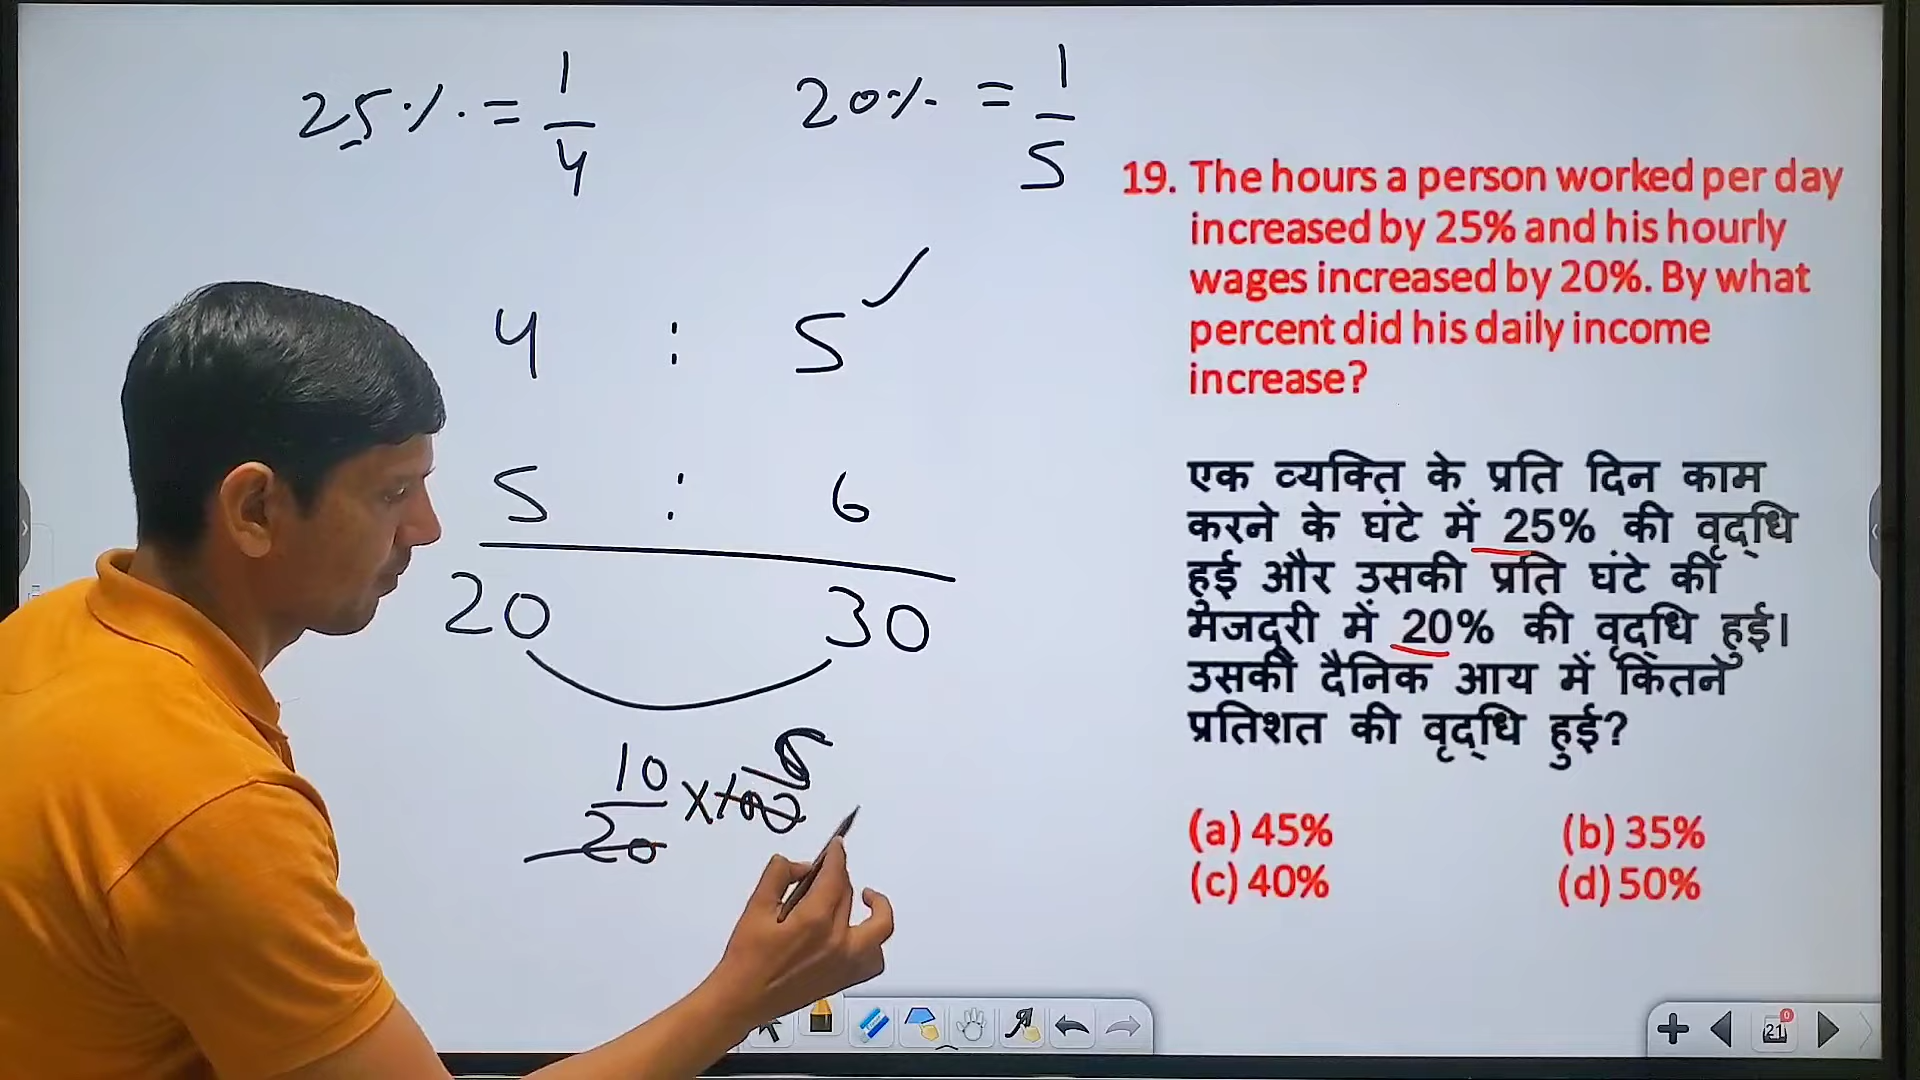 25% = 1/4
20% = 1/5
4 : 5
5 : 6
20 30
10/20 ×100
19. The hours a person worked per day
increased by 25% and his hourly
wages increased by 20%. By what
percent did his daily income
increase?
एक व्यक्ति के प्रति दिन काम
करने के घंटे में 25% की वृद्धि
हुई और उसकी प्रति घंटे की
मजदूरी में 20% की वृद्धि हुई।
उसकी दैनिक आय में कितने
प्रतिशत की वृद्धि हुई?
(a) 45% (b) 35%
(c) 40% (d) 50%
21
0